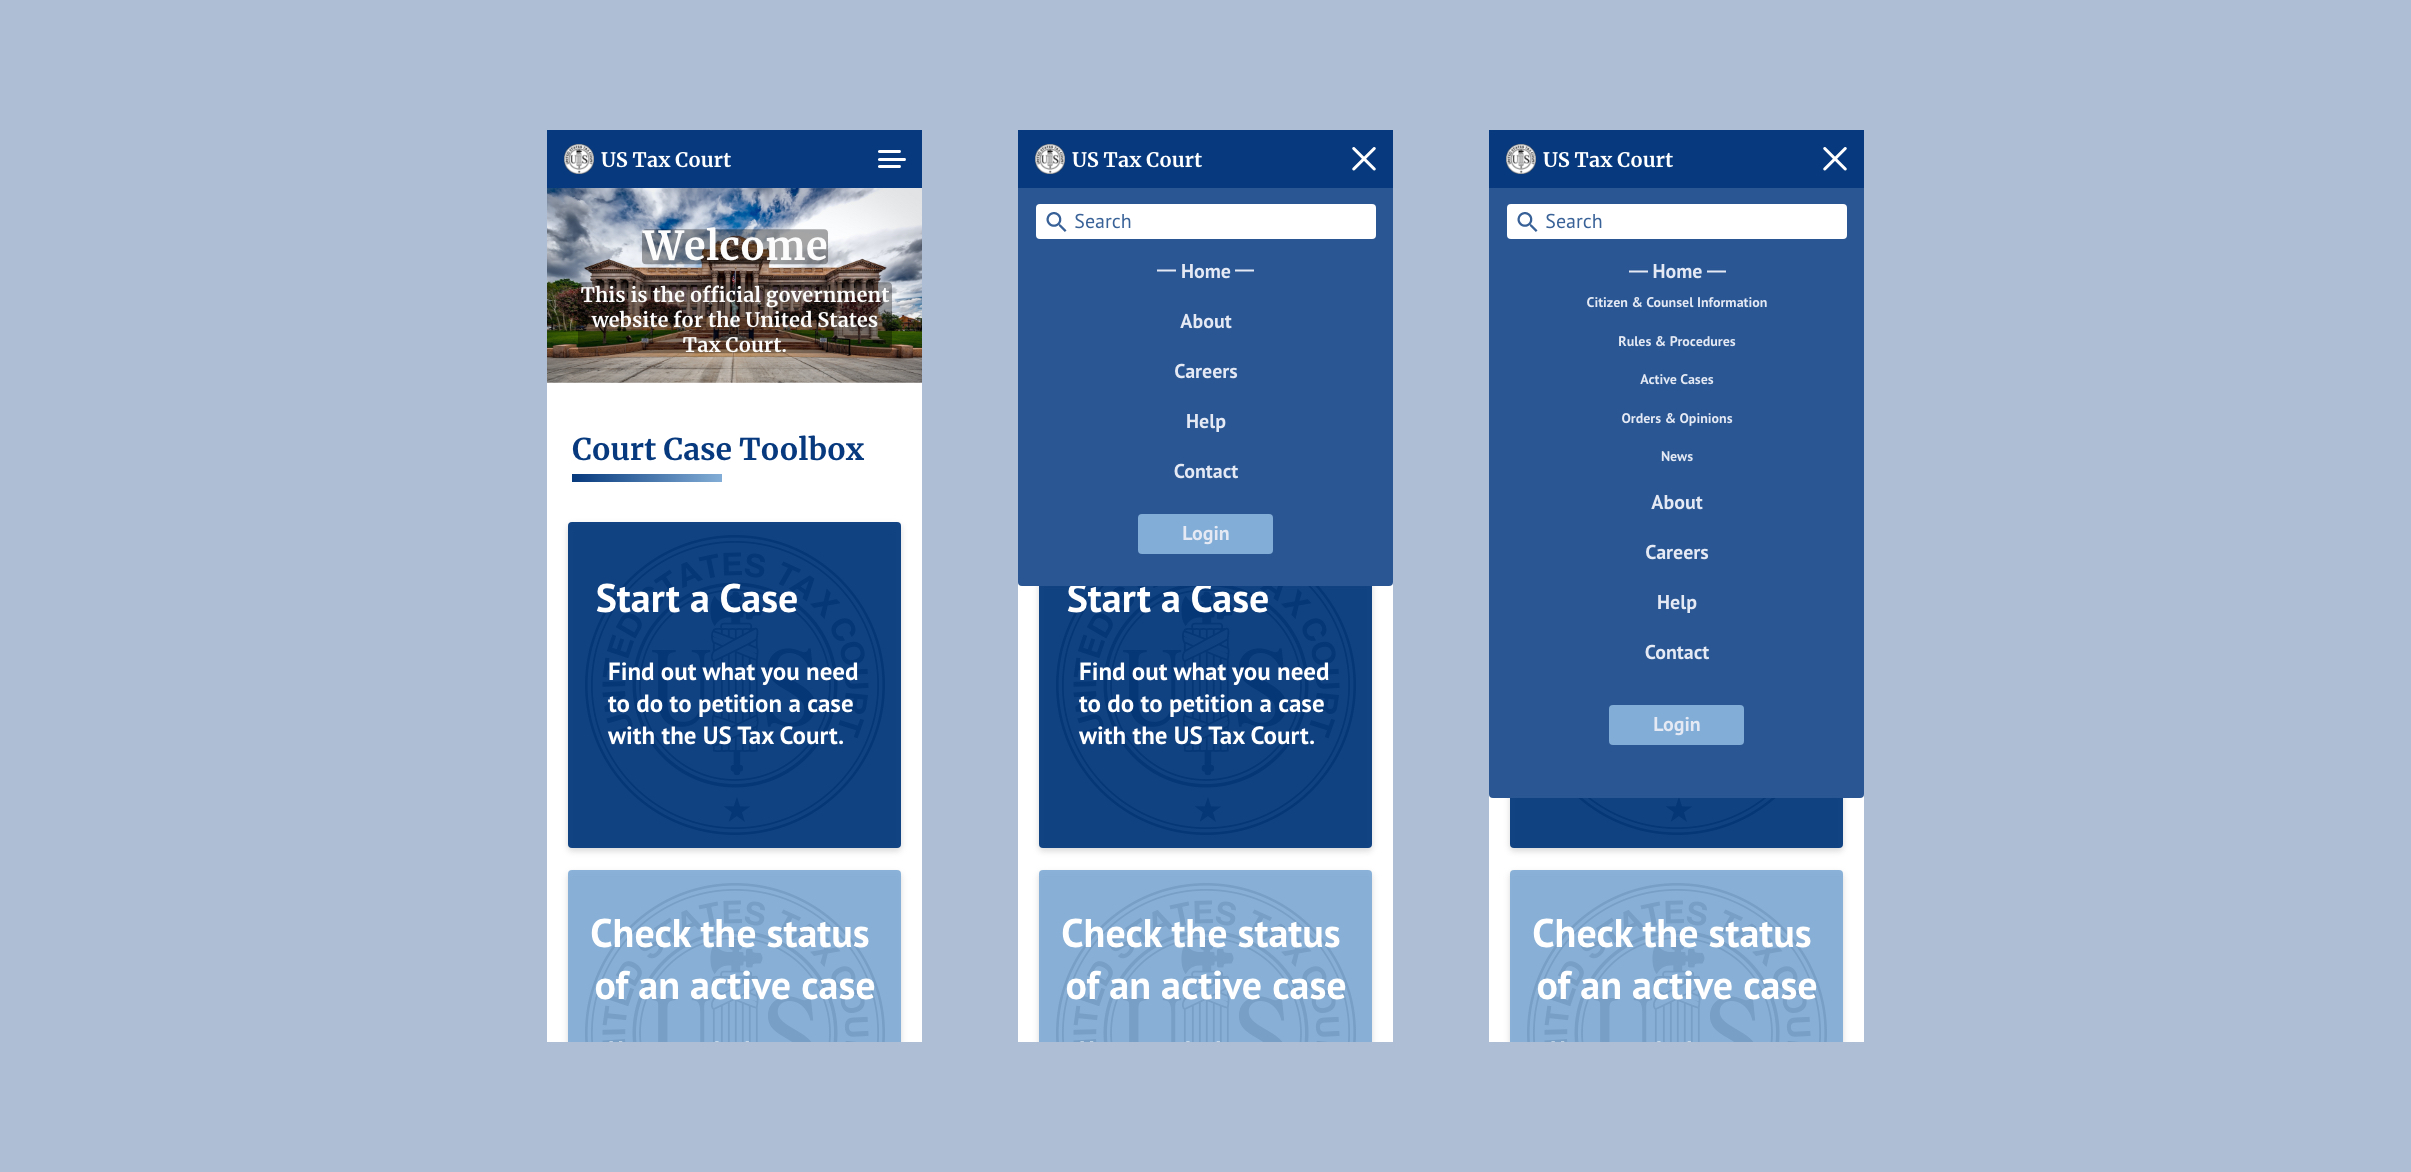 US Tax Court
Welcome
This is the official government
website for the United States
Tax Court.
Court Case Toolbox
UNITED STATES TAX COURT
US
Start a Case
Find out what you need
to do to petition a case
with the US Tax Court.
Check the status
of an active case
US Tax Court
Search
Home
About
Careers
Help
Contact
Login
Start a Case
Find out what you need
to do to petition a case
with the US Tax Court.
Check the status
of an active case
US Tax Court
Search
Home
Citizen & Counsel Information
Rules & Procedures
Active Cases
Orders & Opinions
News
About
Careers
Help
Contact
Login
Check the status
of an active case